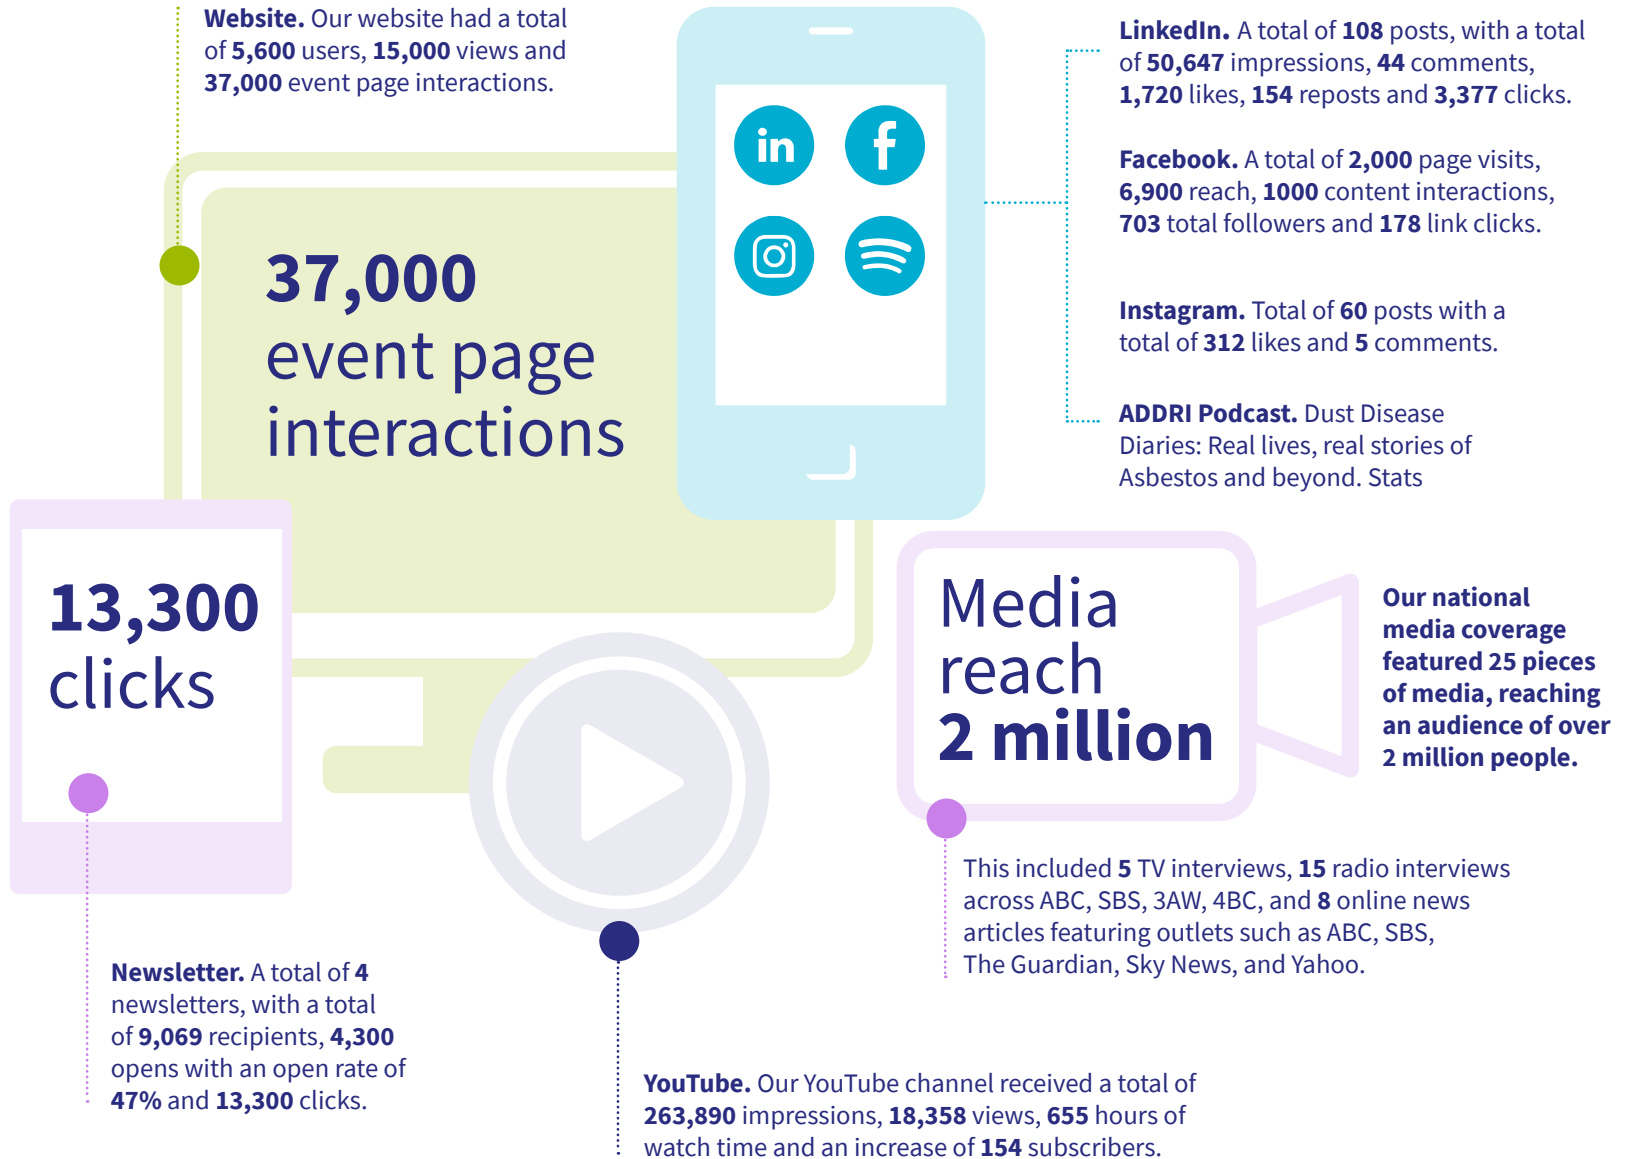 Website. Our website had a total
of 5,600 users, 15,000 views and
37,000 event page interactions.
37,000
event page
interactions
in
f
LinkedIn. A total of 108 posts, with a total
of 50,647 impressions, 44 comments,
1,720 likes, 154 reposts and 3,377 clicks.
Facebook. A total of 2,000 page visits,
6,900 reach, 1000 content interactions,
703 total followers and 178 link clicks.
Instagram. Total of 60 posts with a
total of 312 likes and 5 comments.
ADDRI Podcast. Dust Disease
Diaries: Real lives, real stories of
Asbestos and beyond. Stats
13,300
clicks
Media
reach
2 million
Our national
media coverage
featured 25 pieces
of media, reaching
an audience of over
2 million people.
This included 5 TV interviews, 15 radio interviews
across ABC, SBS, 3AW, 4BC, and 8 online news
articles featuring outlets such as ABC, SBS,
The Guardian, Sky News, and Yahoo.
Newsletter. A total of 4
newsletters, with a total
of 9,069 recipients, 4,300
opens with an open rate of
47% and 13,300 clicks.
YouTube. Our YouTube channel received a total of
263,890 impressions, 18,358 views, 655 hours of
watch time and an increase of 154 subscribers.